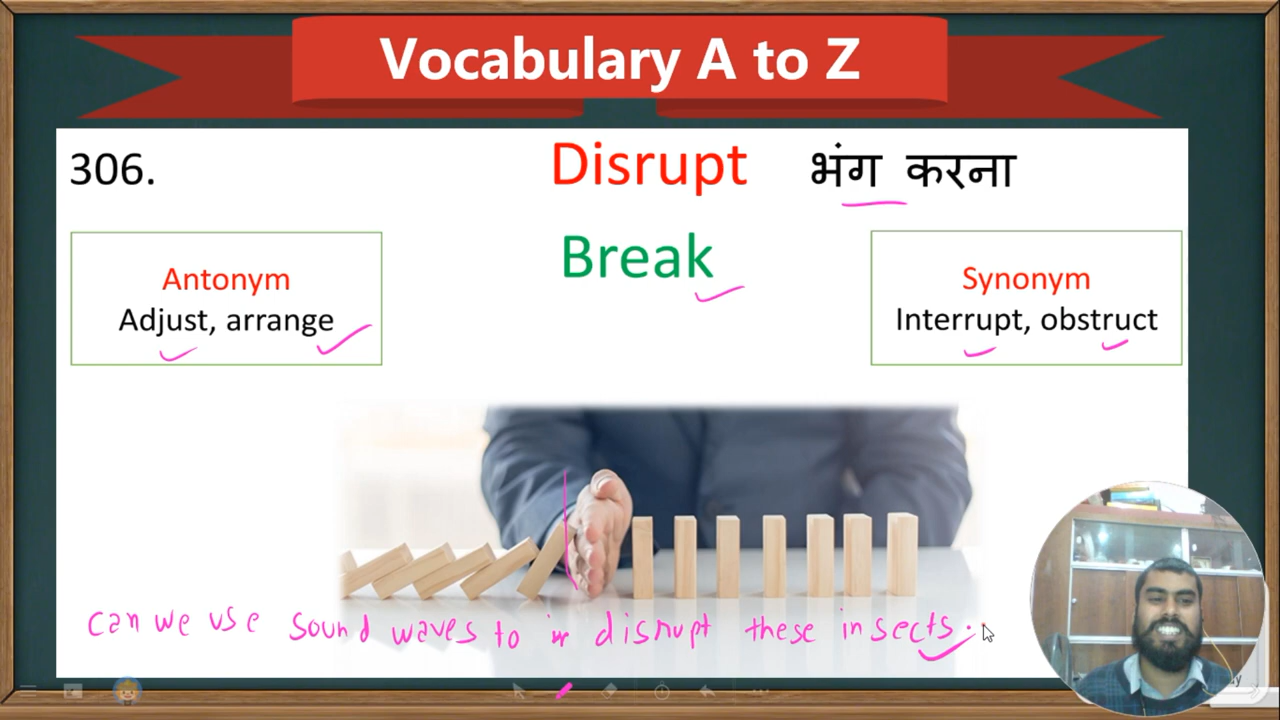 Vocabulary A to Z
306.
Disrupt भंग करना
Break
Antonym
Adjust, arrange
Synonym
Interrupt, obstruct
Can we use sound waves to disrupt these insects.